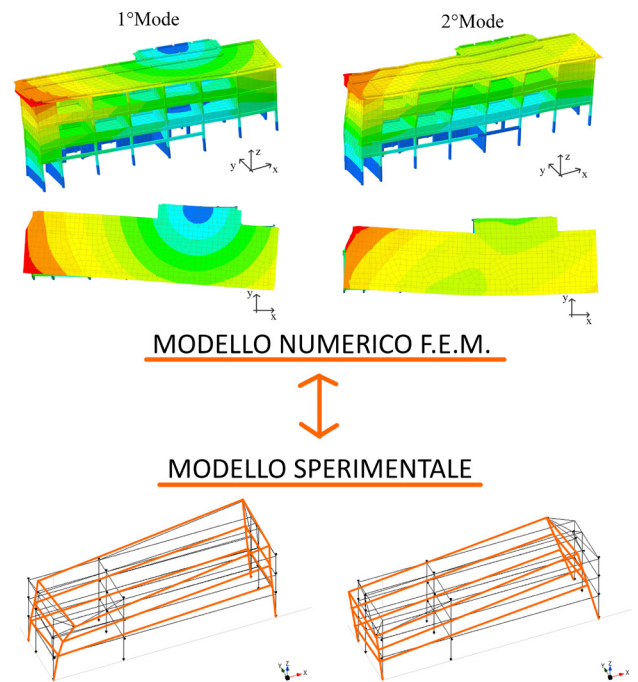 1°Mode
2°Mode
z
y
x
z
y
x
y
x
y
x
MODELLO NUMERICO F.E.M.
MODELLO SPERIMENTALE
Y
Z
X
Y
Z
X